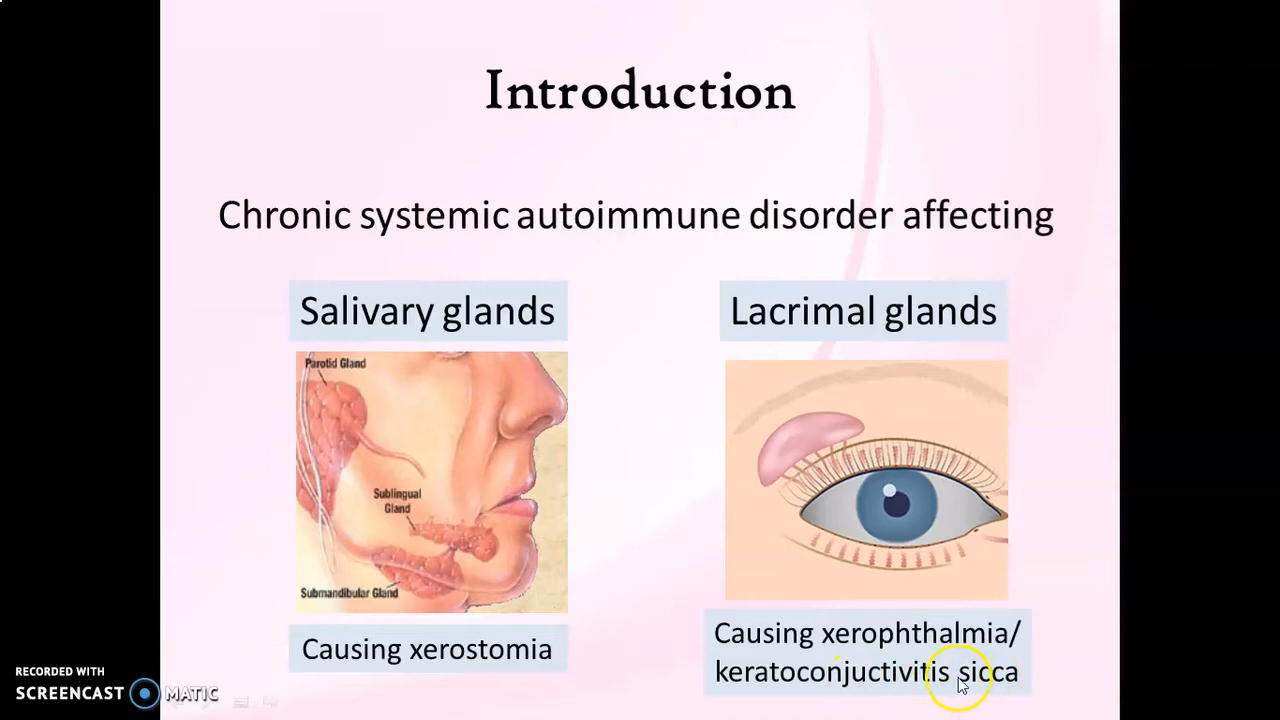 Introduction
Chronic systemic autoimmune disorder affecting
Salivary glands
Lacrimal glands
Parotid Gland
Sublingual
Gland
Submandibular Gland
Causing xerostomia
Causing xerophthalmia/
keratoconjuctivitis sicca
RECORDED WITH
SCREENCAST MATIC